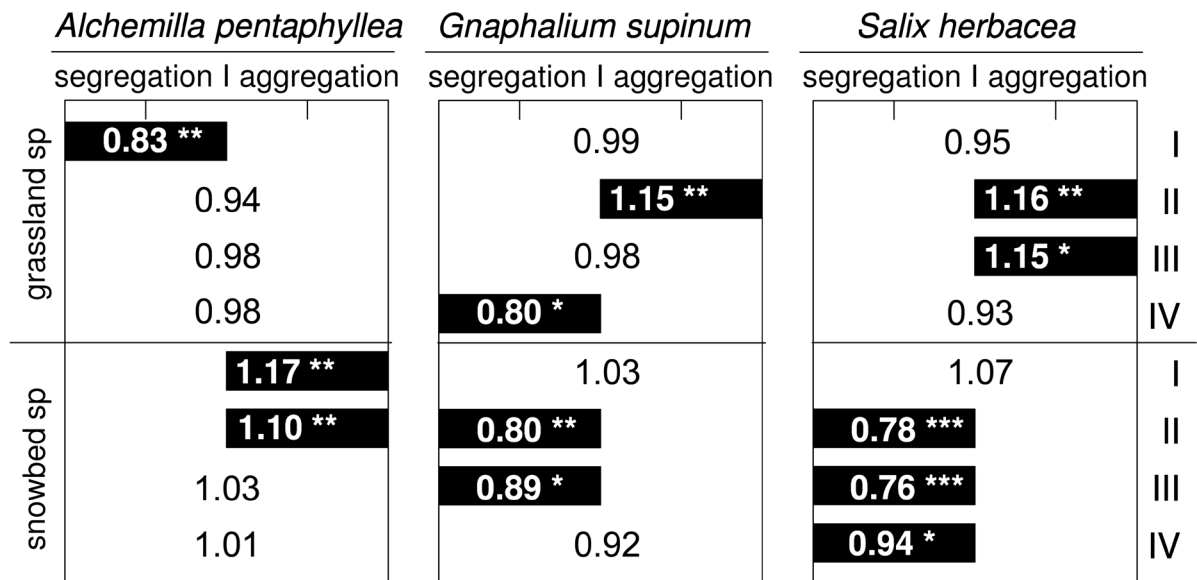 Alchemilla pentaphyllea Gnaphalium supinum Salix herbacea
segregation I aggregation segregation I aggregation segregation I aggregation
grassland sp
0.83 ** 0.99 0.95 I
0.94 1.15 ** 1.16 ** II
0.98 0.98 1.15 * III
0.98 0.80 * 0.93 IV
snowbed sp
1.17 ** 1.03 1.07 I
1.10 ** 0.80 ** 0.78 *** II
1.03 0.89 * 0.76 *** III
1.01 0.92 0.94 * IV